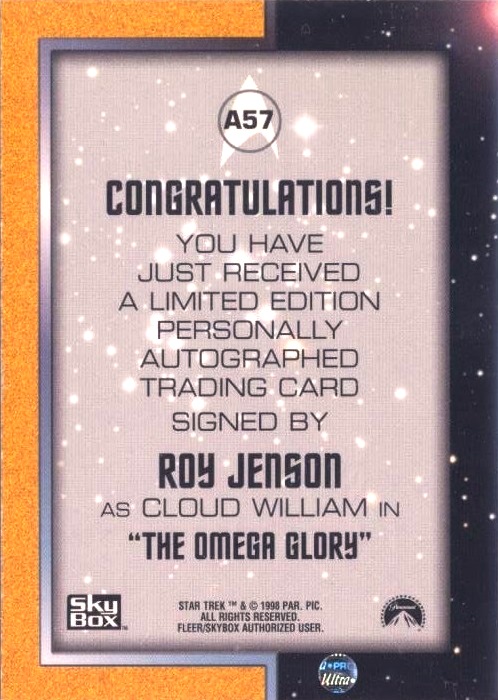 A57
CONGRATULATIONS!
YOU HAVE
JUST RECEIVED
A LIMITED EDITION
PERSONALLY
AUTOGRAPHED
TRADING CARD
SIGNED BY
ROY JENSON
AS CLOUD WILLIAM IN
"THE OMEGA GLORY"
SKY
BOX™
STAR TREK ™ & © 1998 PAR. PIC.
ALL RIGHTS RESERVED.
FLEER/SKYBOX AUTHORIZED USER.
Paramount
PRO
Ultra